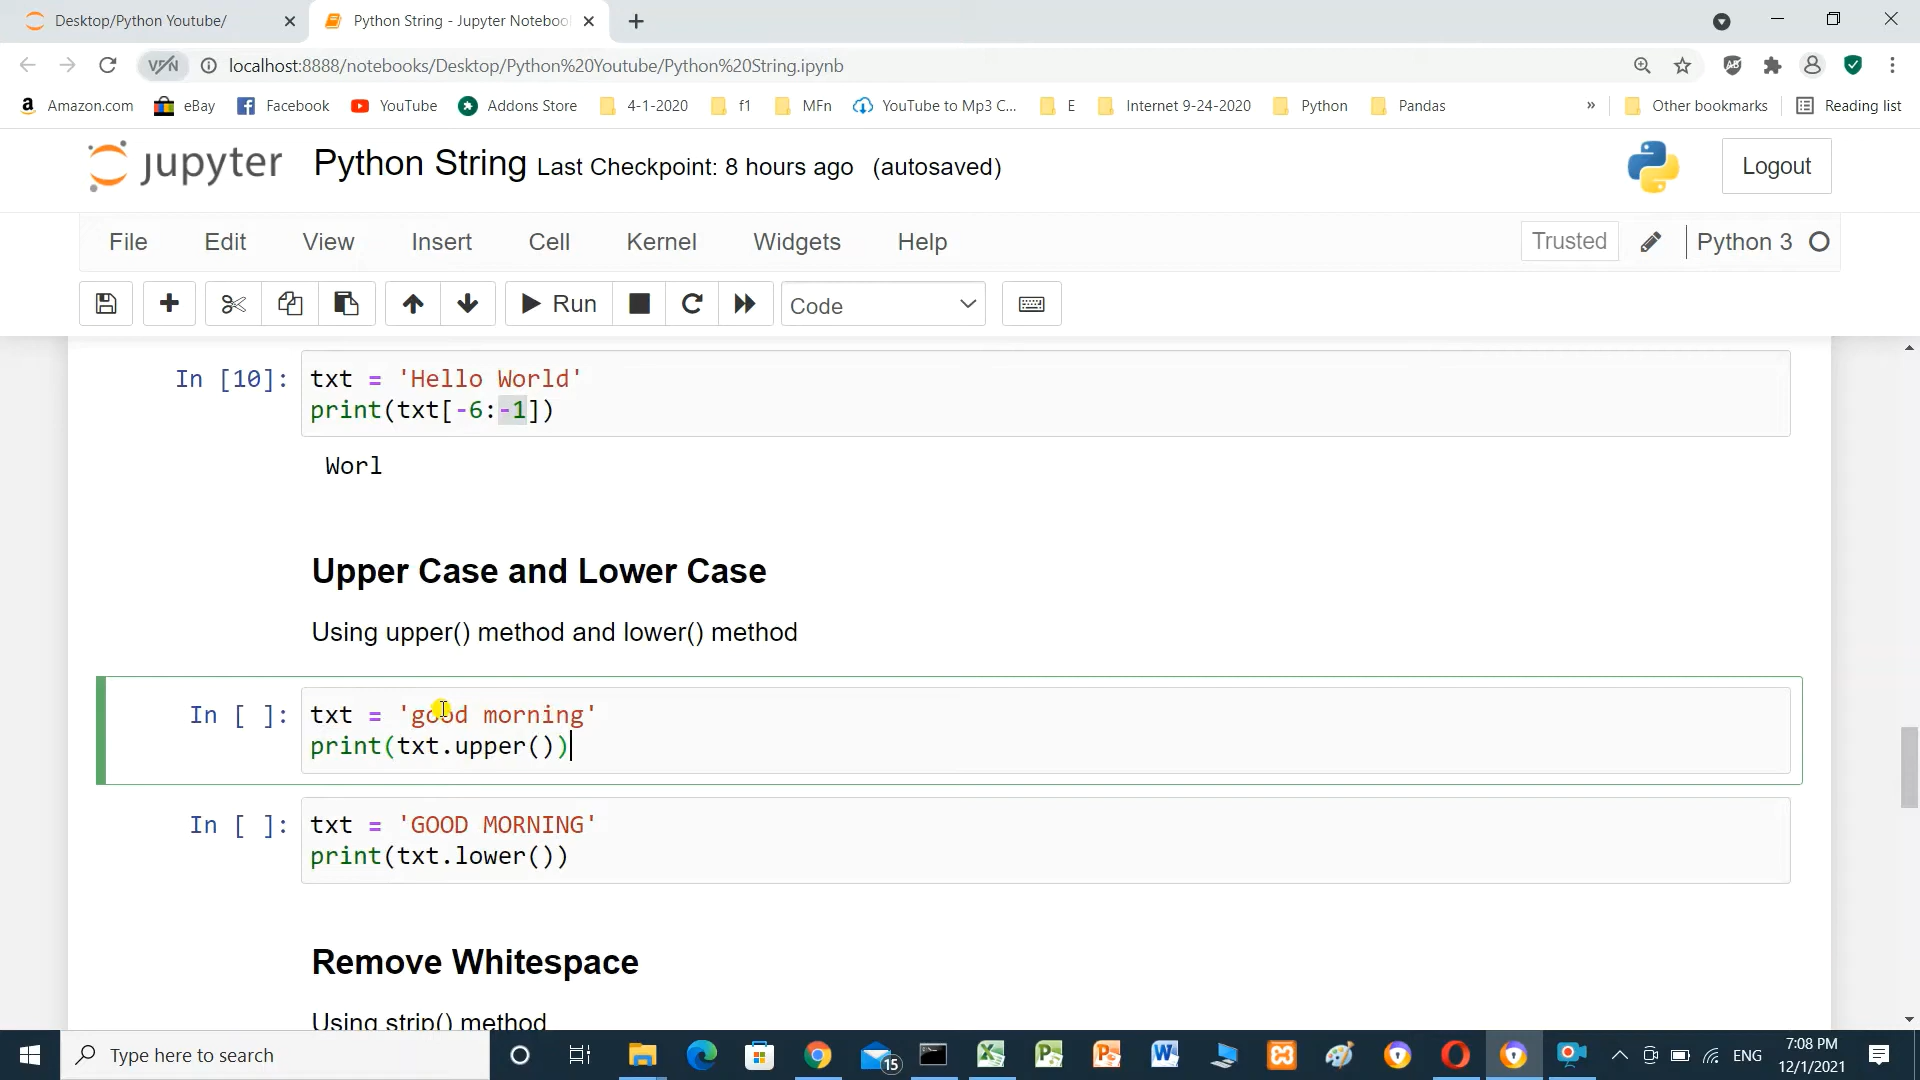 Desktop/Python Youtube/
Python String - Jupyter Noteboo
VPN
localhost:8888/notebooks/Desktop/Python%20Youtube/Python%20String.ipynb
Amazon.com eBay Facebook YouTube Addons Store 4-1-2020 f1 MFn YouTube to Mp3 C... E Internet 9-24-2020 Python Pandas » Other bookmarks Reading list
jupyter Python String Last Checkpoint: 8 hours ago (autosaved) Logout
File Edit View Insert Cell Kernel Widgets Help Trusted Python 3
Run Code
In [10]: txt = 'Hello World'
print(txt[-6:-1])
Worl
Upper Case and Lower Case
Using upper() method and lower() method
In [ ]: txt = 'good morning'
print(txt.upper())
In [ ]: txt = 'GOOD MORNING'
print(txt.lower())
Remove Whitespace
Using strip() method
Type here to search
15
ENG
7:08 PM
12/1/2021